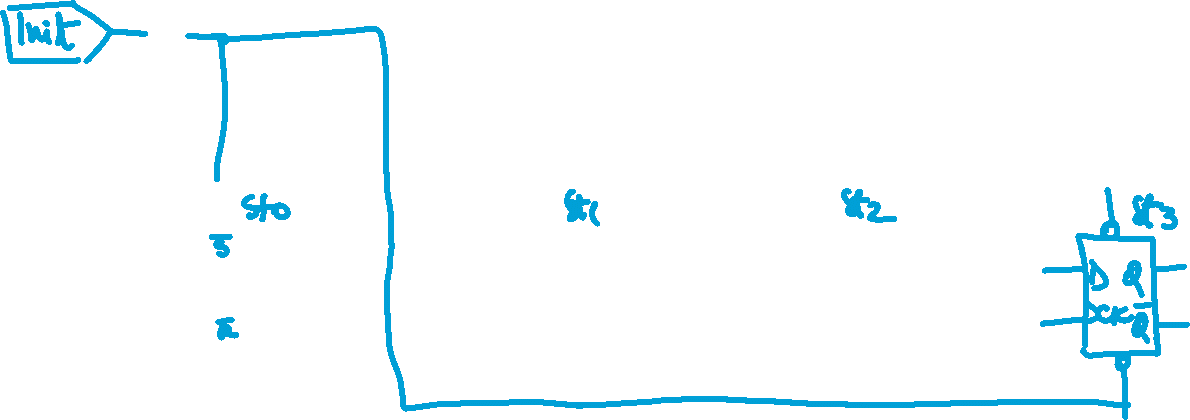 Init
St0
St1
St2
St3
S̅
R̅
D Q
CK Q̅